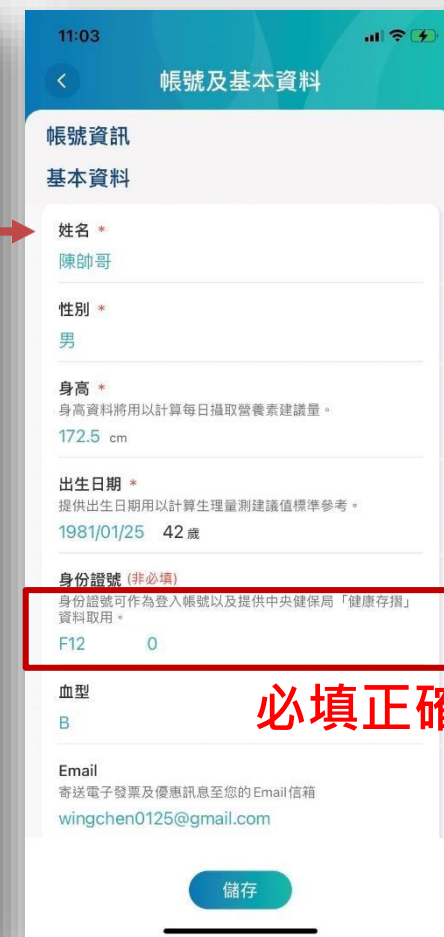 11:03
帳號及基本資料
帳號資訊
基本資料
姓名 *
陳帥哥
性別 *
男
身高 *
身高資料將用以計算每日攝取營養素建議量。
172.5 cm
出生日期 *
提供出生日期用以計算生理量測建議值標準參考。
1981/01/25 42 歲
身份證號 (非必填)
身份證號可作為登入帳號以及提供中央健保局「健康存摺」
資料取用。
F12 0
血型
必填正確
B
Email
寄送電子發票及優惠訊息至您的Email信箱
wingchen0125@gmail.com
儲存